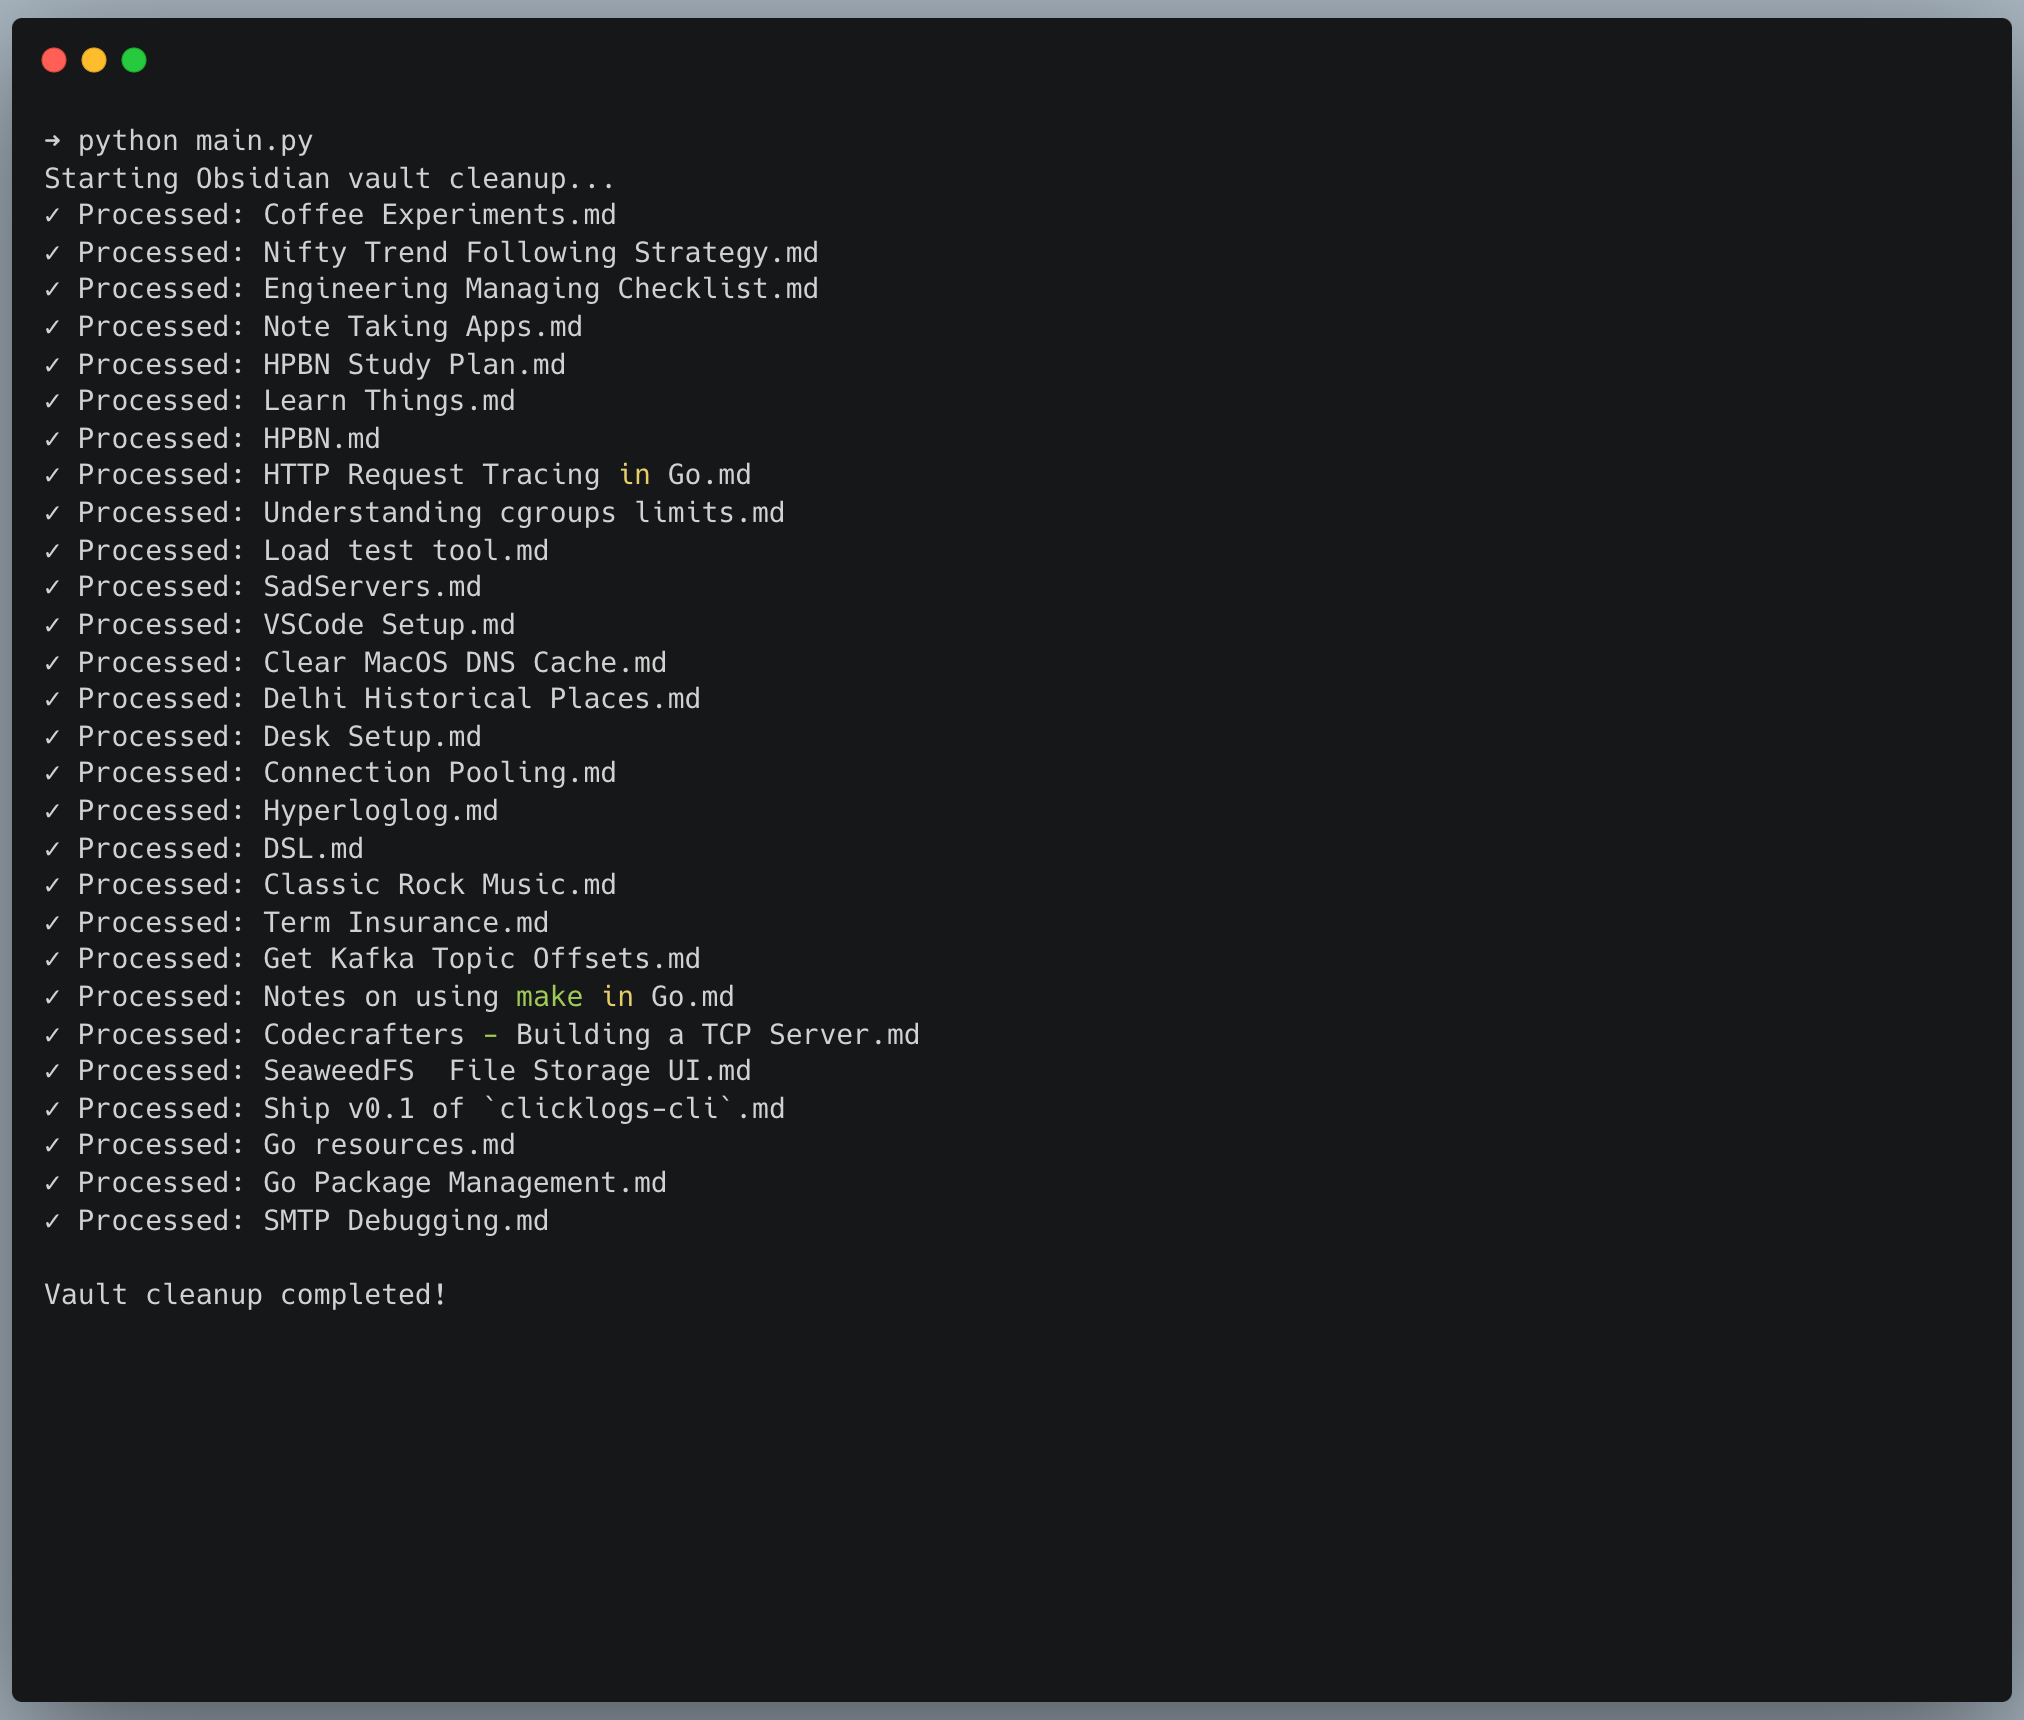 ➜ python main.py
Starting Obsidian vault cleanup...
✓ Processed: Coffee Experiments.md
✓ Processed: Nifty Trend Following Strategy.md
✓ Processed: Engineering Managing Checklist.md
✓ Processed: Note Taking Apps.md
✓ Processed: HPBN Study Plan.md
✓ Processed: Learn Things.md
✓ Processed: HPBN.md
✓ Processed: HTTP Request Tracing in Go.md
✓ Processed: Understanding cgroups limits.md
✓ Processed: Load test tool.md
✓ Processed: SadServers.md
✓ Processed: VSCode Setup.md
✓ Processed: Clear MacOS DNS Cache.md
✓ Processed: Delhi Historical Places.md
✓ Processed: Desk Setup.md
✓ Processed: Connection Pooling.md
✓ Processed: Hyperloglog.md
✓ Processed: DSL.md
✓ Processed: Classic Rock Music.md
✓ Processed: Term Insurance.md
✓ Processed: Get Kafka Topic Offsets.md
✓ Processed: Notes on using make in Go.md
✓ Processed: Codecrafters - Building a TCP Server.md
✓ Processed: SeaweedFS  File Storage UI.md
✓ Processed: Ship v0.1 of `clicklogs-cli`.md
✓ Processed: Go resources.md
✓ Processed: Go Package Management.md
✓ Processed: SMTP Debugging.md
Vault cleanup completed!